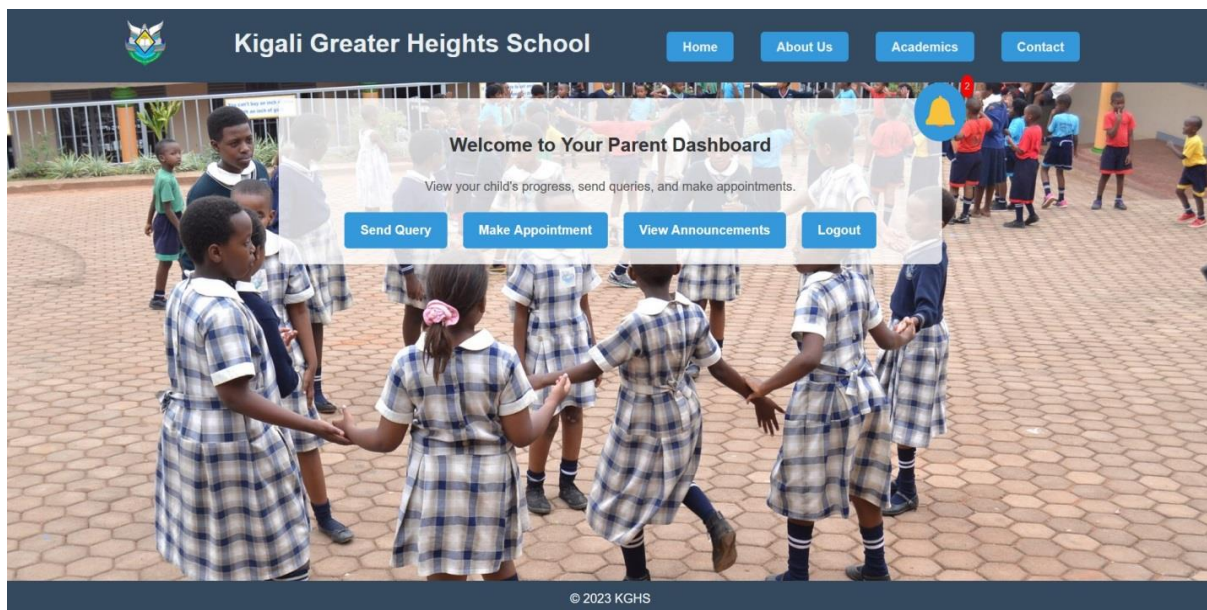 Kigali Greater Heights School
Home
About Us
Academics
Contact
2
Welcome to Your Parent Dashboard
View your child's progress, send queries, and make appointments.
Send Query
Make Appointment
View Announcements
Logout
© 2023 KGHS